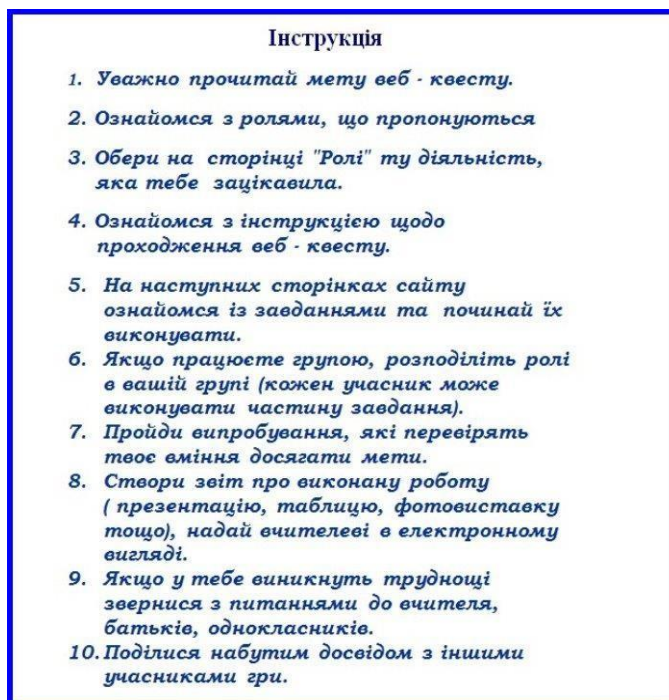 Інструкція
1. Уважно прочитай мету веб - квесту.
2. Ознайомся з ролями, що пропонуються
3. Обери на сторінці "Ролі" ту діяльність,
яка тебе зацікавила.
4. Ознайомся з інструкцією щодо
проходження веб - квесту.
5. На наступних сторінках сайту
ознайомся із завданнями та починай їх
виконувати.
6. Якщо працюєте групою, розподіліть ролі
в вашій групі (кожен учасник може
виконувати частину завдання).
7. Пройди випробування, які перевірять
твоє вміння досягати мети.
8. Створи звіт про виконану роботу
( презентацію, таблицю, фотовиставку
тощо), надай вчителеві в електронному
вигляді.
9. Якщо у тебе виникнуть труднощі
звернися з питаннями до вчителя,
батьків, однокласників.
10. Поділися набутим досвідом з іншими
учасниками гри.